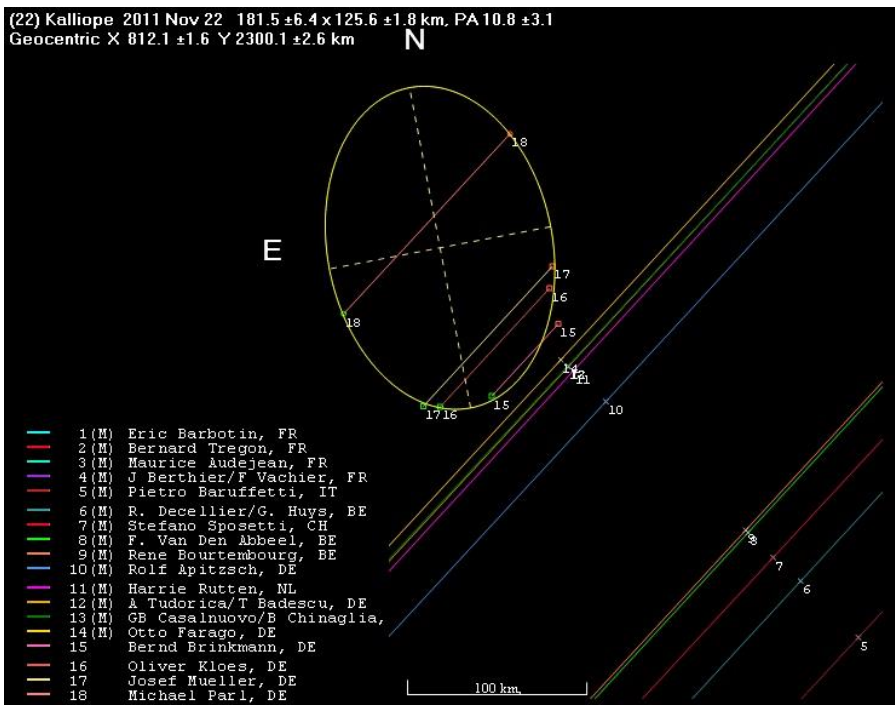 (22) Kalliope 2011 Nov 22 181.5 ±6.4 x 125.6 ±1.8 km, PA 10.8 ±3.1
Geocentric X 812.1 ±1.6 Y 2300.1 ±2.6 km
N
18
E
17
16
18
15
14
11
17 16
15
10
1 (M) Eric Barbotin, FR
2 (M) Bernard Tregon, FR
3 (M) Maurice Audejean, FR
4 (M) J Berthier/F Vachier, FR
5 (M) Pietro Baruffetti, IT
6 (M) R. Decellier/G. Huys, BE
7 (M) Stefano Sposetti, CH
8 (M) F. Van Den Abbeel, BE
9 (M) Rene Bourtembourg, BE
10 (M) Rolf Apitzsch, DE
11 (M) Harrie Rutten, NL
12 (M) A Tudorica/T Badescu, DE
13 (M) GB Casalnuovo/B Chinaglia,
14 (M) Otto Farago, DE
15 Bernd Brinkmann, DE
16 Oliver Kloes, DE
17 Josef Mueller, DE
18 Michael Parl, DE
9
8
7
6
5
100 km,